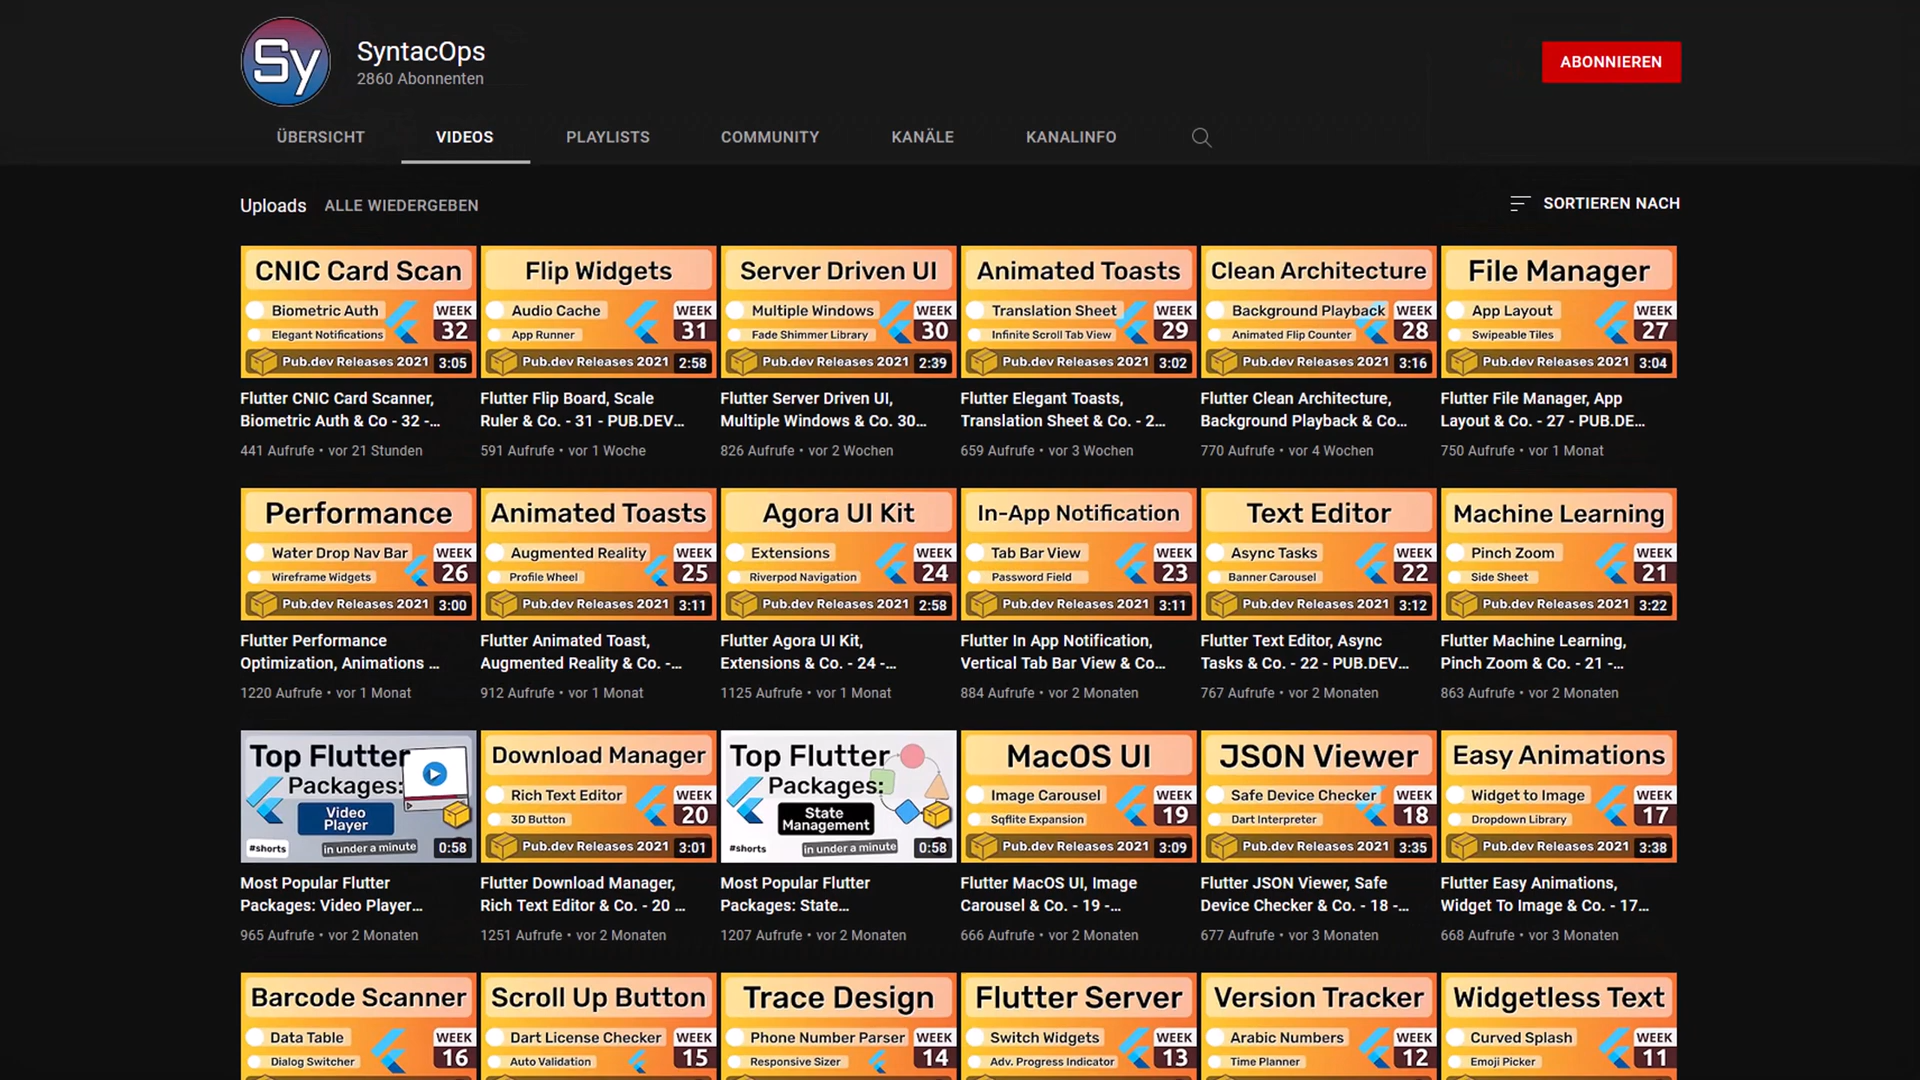 Sy
SyntacOps
2860 Abonnenten
ABONNIEREN
ÜBERSICHT
VIDEOS
PLAYLISTS
COMMUNITY
KANÄLE
KANALINFO
Uploads
ALLE WIEDERGEBEN
SORTIEREN NACH
CNIC Card Scan
Biometric Auth
Elegant Notifications
WEEK
32
Pub.dev Releases 2021
3:05
Flutter CNIC Card Scanner,
Biometric Auth & Co - 32 -...
441 Aufrufe • vor 21 Stunden
Flip Widgets
Audio Cache
App Runner
WEEK
31
Pub.dev Releases 2021
2:58
Flutter Flip Board, Scale
Ruler & Co. - 31 - PUB.DEV...
591 Aufrufe • vor 1 Woche
Server Driven UI
Multiple Windows
Fade Shimmer Library
WEEK
30
Pub.dev Releases 2021
2:39
Flutter Server Driven UI,
Multiple Windows & Co. 30...
826 Aufrufe • vor 2 Wochen
Animated Toasts
Translation Sheet
Infinite Scroll Tab View
WEEK
29
Pub.dev Releases 2021
3:02
Flutter Elegant Toasts,
Translation Sheet & Co. - 2...
659 Aufrufe • vor 3 Wochen
Clean Architecture
Background Playback
Animated Flip Counter
WEEK
28
Pub.dev Releases 2021
3:16
Flutter Clean Architecture,
Background Playback & Co...
770 Aufrufe • vor 4 Wochen
File Manager
App Layout
Swipeable Tiles
WEEK
27
Pub.dev Releases 2021
3:04
Flutter File Manager, App
Layout & Co. - 27 - PUB.DE...
750 Aufrufe • vor 1 Monat
Performance
Water Drop Nav Bar
Wireframe Widgets
WEEK
26
Pub.dev Releases 2021
3:00
Flutter Performance
Optimization, Animations ...
1220 Aufrufe • vor 1 Monat
Animated Toasts
Augmented Reality
Profile Wheel
WEEK
25
Pub.dev Releases 2021
3:11
Flutter Animated Toast,
Augmented Reality & Co. -...
912 Aufrufe • vor 1 Monat
Agora UI Kit
Extensions
Riverpod Navigation
WEEK
24
Pub.dev Releases 2021
2:58
Flutter Agora UI Kit,
Extensions & Co. - 24 -...
1125 Aufrufe • vor 1 Monat
In-App Notification
Tab Bar View
Password Field
WEEK
23
Pub.dev Releases 2021
3:11
Flutter In App Notification,
Vertical Tab Bar View & Co...
884 Aufrufe • vor 2 Monaten
Text Editor
Async Tasks
Banner Carousel
WEEK
22
Pub.dev Releases 2021
3:12
Flutter Text Editor, Async
Tasks & Co. - 22 - PUB.DEV...
767 Aufrufe • vor 2 Monaten
Machine Learning
Pinch Zoom
Side Sheet
WEEK
21
Pub.dev Releases 2021
3:22
Flutter Machine Learning,
Pinch Zoom & Co. - 21 -...
863 Aufrufe • vor 2 Monaten
Top Flutter
Packages:
Video
Player
#shorts
in under a minute
0:58
Most Popular Flutter
Packages: Video Player...
965 Aufrufe • vor 2 Monaten
Download Manager
Rich Text Editor
3D Button
WEEK
20
Pub.dev Releases 2021
3:01
Flutter Download Manager,
Rich Text Editor & Co. - 20 ...
1251 Aufrufe • vor 2 Monaten
Top Flutter
Packages:
State
Management
#shorts
in under a minute
0:58
Most Popular Flutter
Packages: State...
1207 Aufrufe • vor 2 Monaten
MacOS UI
Image Carousel
Sqflite Expansion
WEEK
19
Pub.dev Releases 2021
3:09
Flutter MacOS UI, Image
Carousel & Co. - 19 -...
666 Aufrufe • vor 2 Monaten
JSON Viewer
Safe Device Checker
Dart Interpreter
WEEK
18
Pub.dev Releases 2021
3:35
Flutter JSON Viewer, Safe
Device Checker & Co. - 18 -...
677 Aufrufe • vor 3 Monaten
Easy Animations
Widget to Image
Dropdown Library
WEEK
17
Pub.dev Releases 2021
3:38
Flutter Easy Animations,
Widget To Image & Co. - 17...
668 Aufrufe • vor 3 Monaten
Barcode Scanner
Data Table
Dialog Switcher
WEEK
16
Scroll Up Button
Dart License Checker
Auto Validation
WEEK
15
Trace Design
Phone Number Parser
Responsive Sizer
WEEK
14
Flutter Server
Switch Widgets
Adv. Progress Indicator
WEEK
13
Version Tracker
Arabic Numbers
Time Planner
WEEK
12
Widgetless Text
Curved Splash
Emoji Picker
WEEK
11